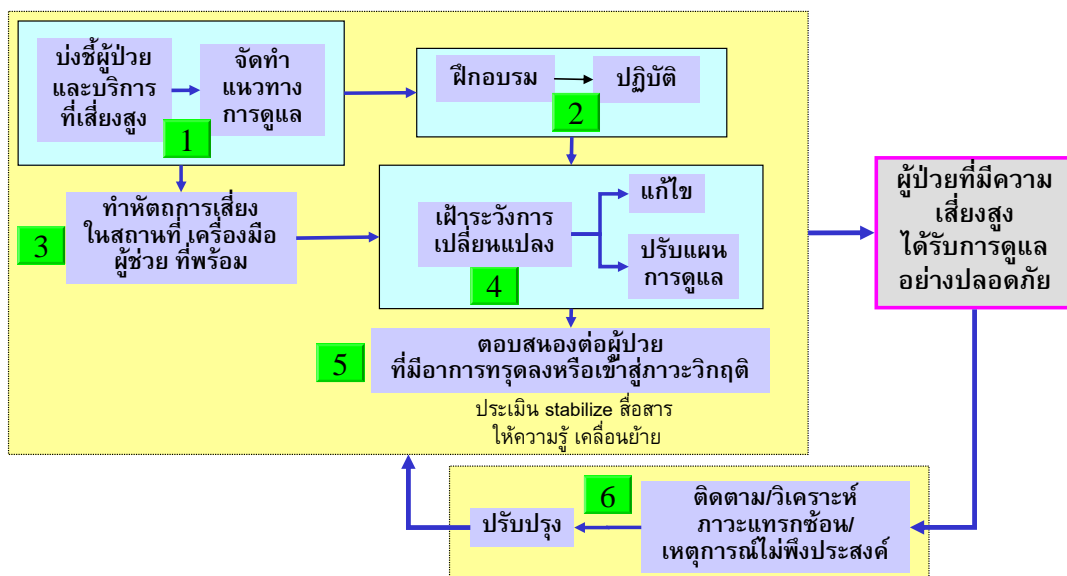 บ่งชี้ผู้ป่วย
และบริการ
ที่เสี่ยงสูง
จัดทำ
แนวทาง
การดูแล
1
ฝึกอบรม
ปฏิบัติ
2
3
ทำหัตถการเสี่ยง
ในสถานที่ เครื่องมือ
ผู้ช่วย ที่พร้อม
เฝ้าระวังการ
เปลี่ยนแปลง
4
แก้ไข
ปรับแผน
การดูแล
5
ตอบสนองต่อผู้ปวย
ที่มีอาการทรุดลงหรือเข้าสู่ภาวะวิกฤติ
ประเมิน stabilize สื่อสาร
ให้ความรู้ เคลื่อนย้าย
ผู้ป่วยที่มีความ
เสี่ยงสูง
ได้รับการดูแล
อย่างปลอดภัย
6
ติดตาม/วิเคราะห์
ภาวะแทรกซ้อน/
เหตุการณ์ไม่พึงประสงค์
ปรับปรุง